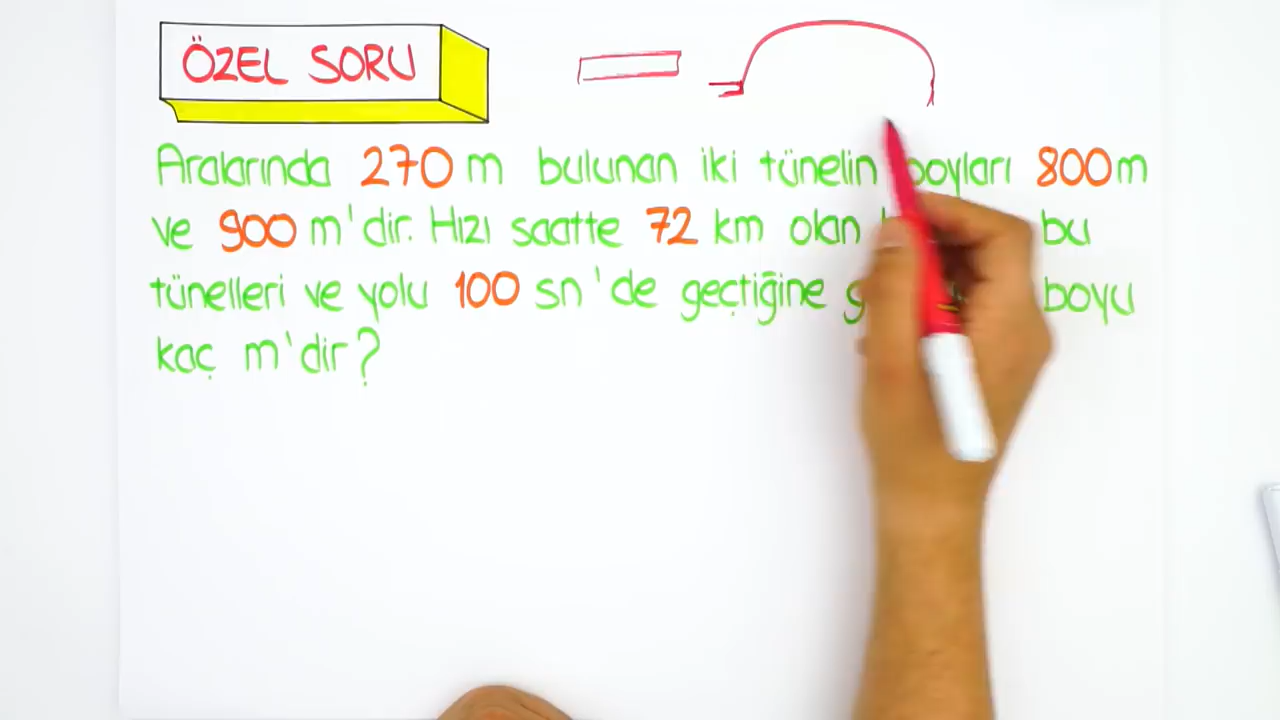 ÖZEL SORU
Aralarında 270 m bulunan iki tünelin boyları 800m
ve 900 m'dir. Hızı saatte 72 km olan bu
tünelleri ve yolu 100 sn'de geçtiğine boyu
kaç m'dir?